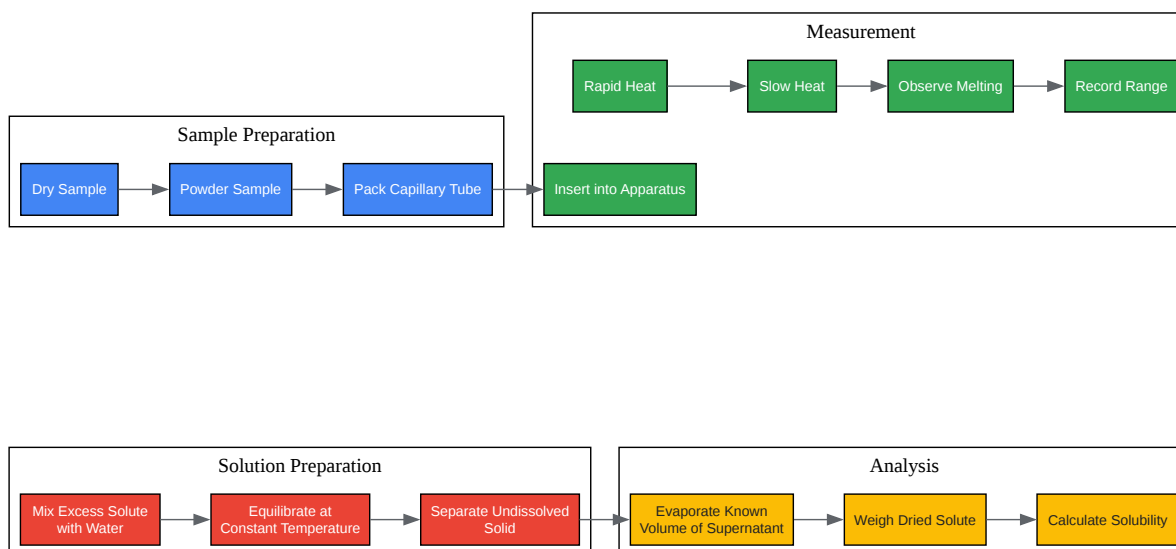 Measurement
Rapid Heat
Slow Heat
Observe Melting
Record Range
Sample Preparation
Dry Sample
Powder Sample
Pack Capillary Tube
Insert into Apparatus
Solution Preparation
Mix Excess Solute
with Water
Equilibrate at
Constant Temperature
Separate Undissolved
Solid
Analysis
Evaporate Known
Volume of Supernatant
Weigh Dried Solute
Calculate Solubility